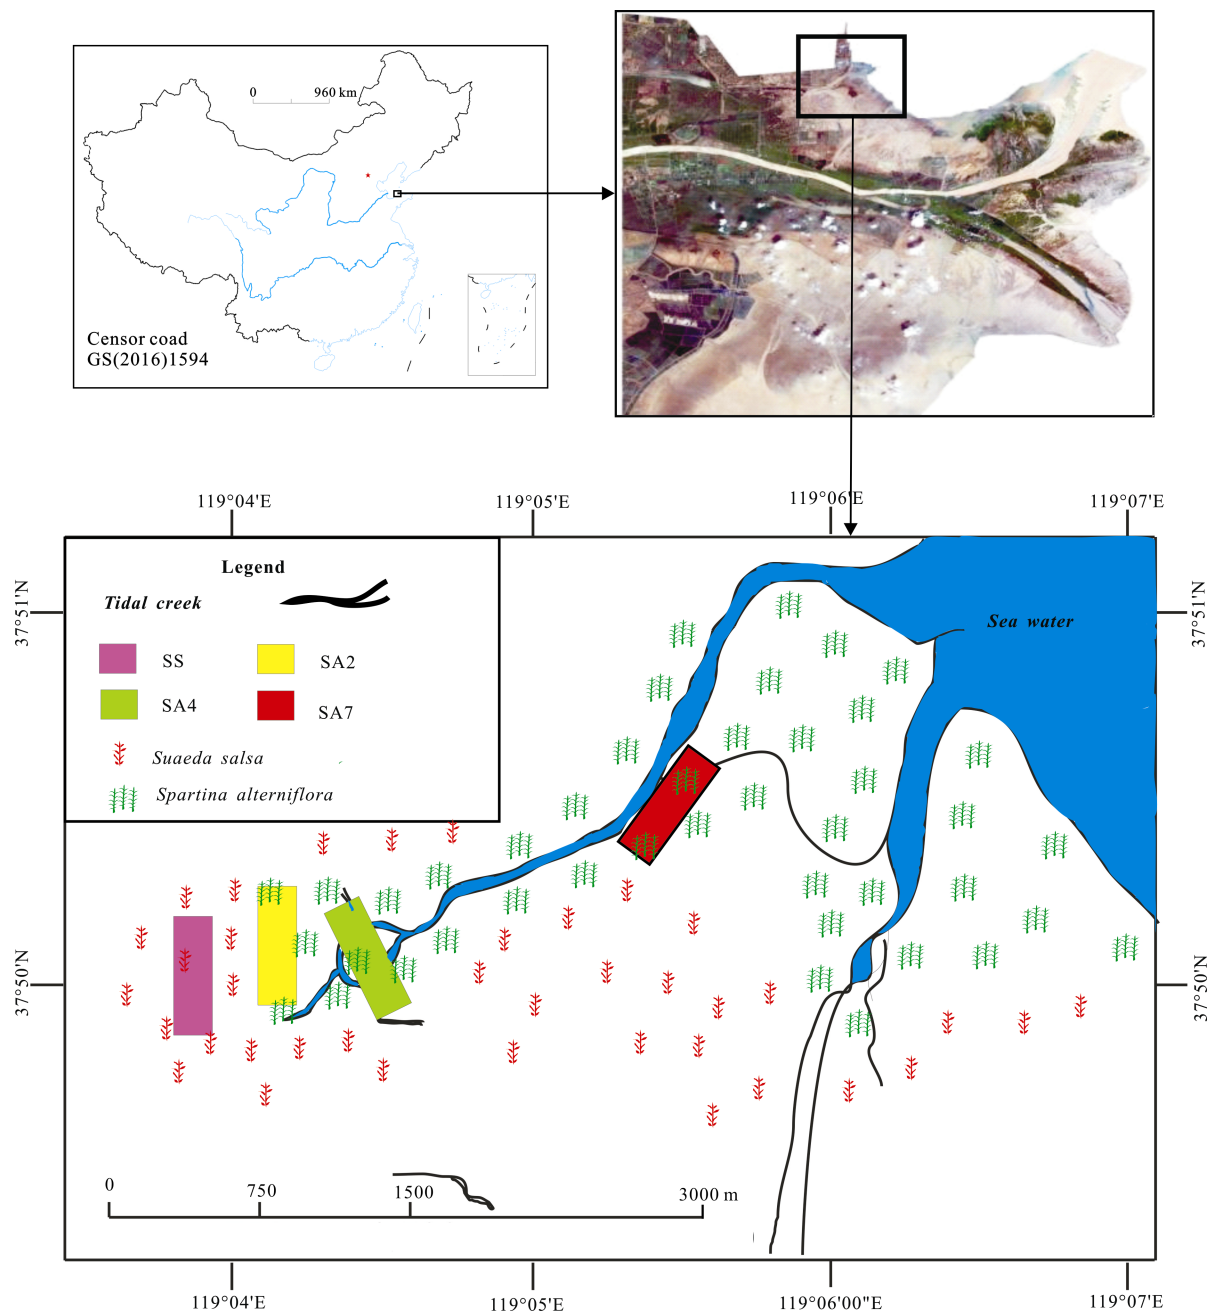 0 960 km
Censor coad
GS(2016)1594
119°04'E 119°05'E 119°06'E 119°07'E
37°51'N
37°51'N
Legend
Tidal creek
SS SA2
SA4 SA7
Suaeda salsa
Spartina alterniflora
Sea water
37°50'N
37°50'N
0 750 1500 3000 m
119°04'E 119°05'E 119°06'00"E 119°07'E